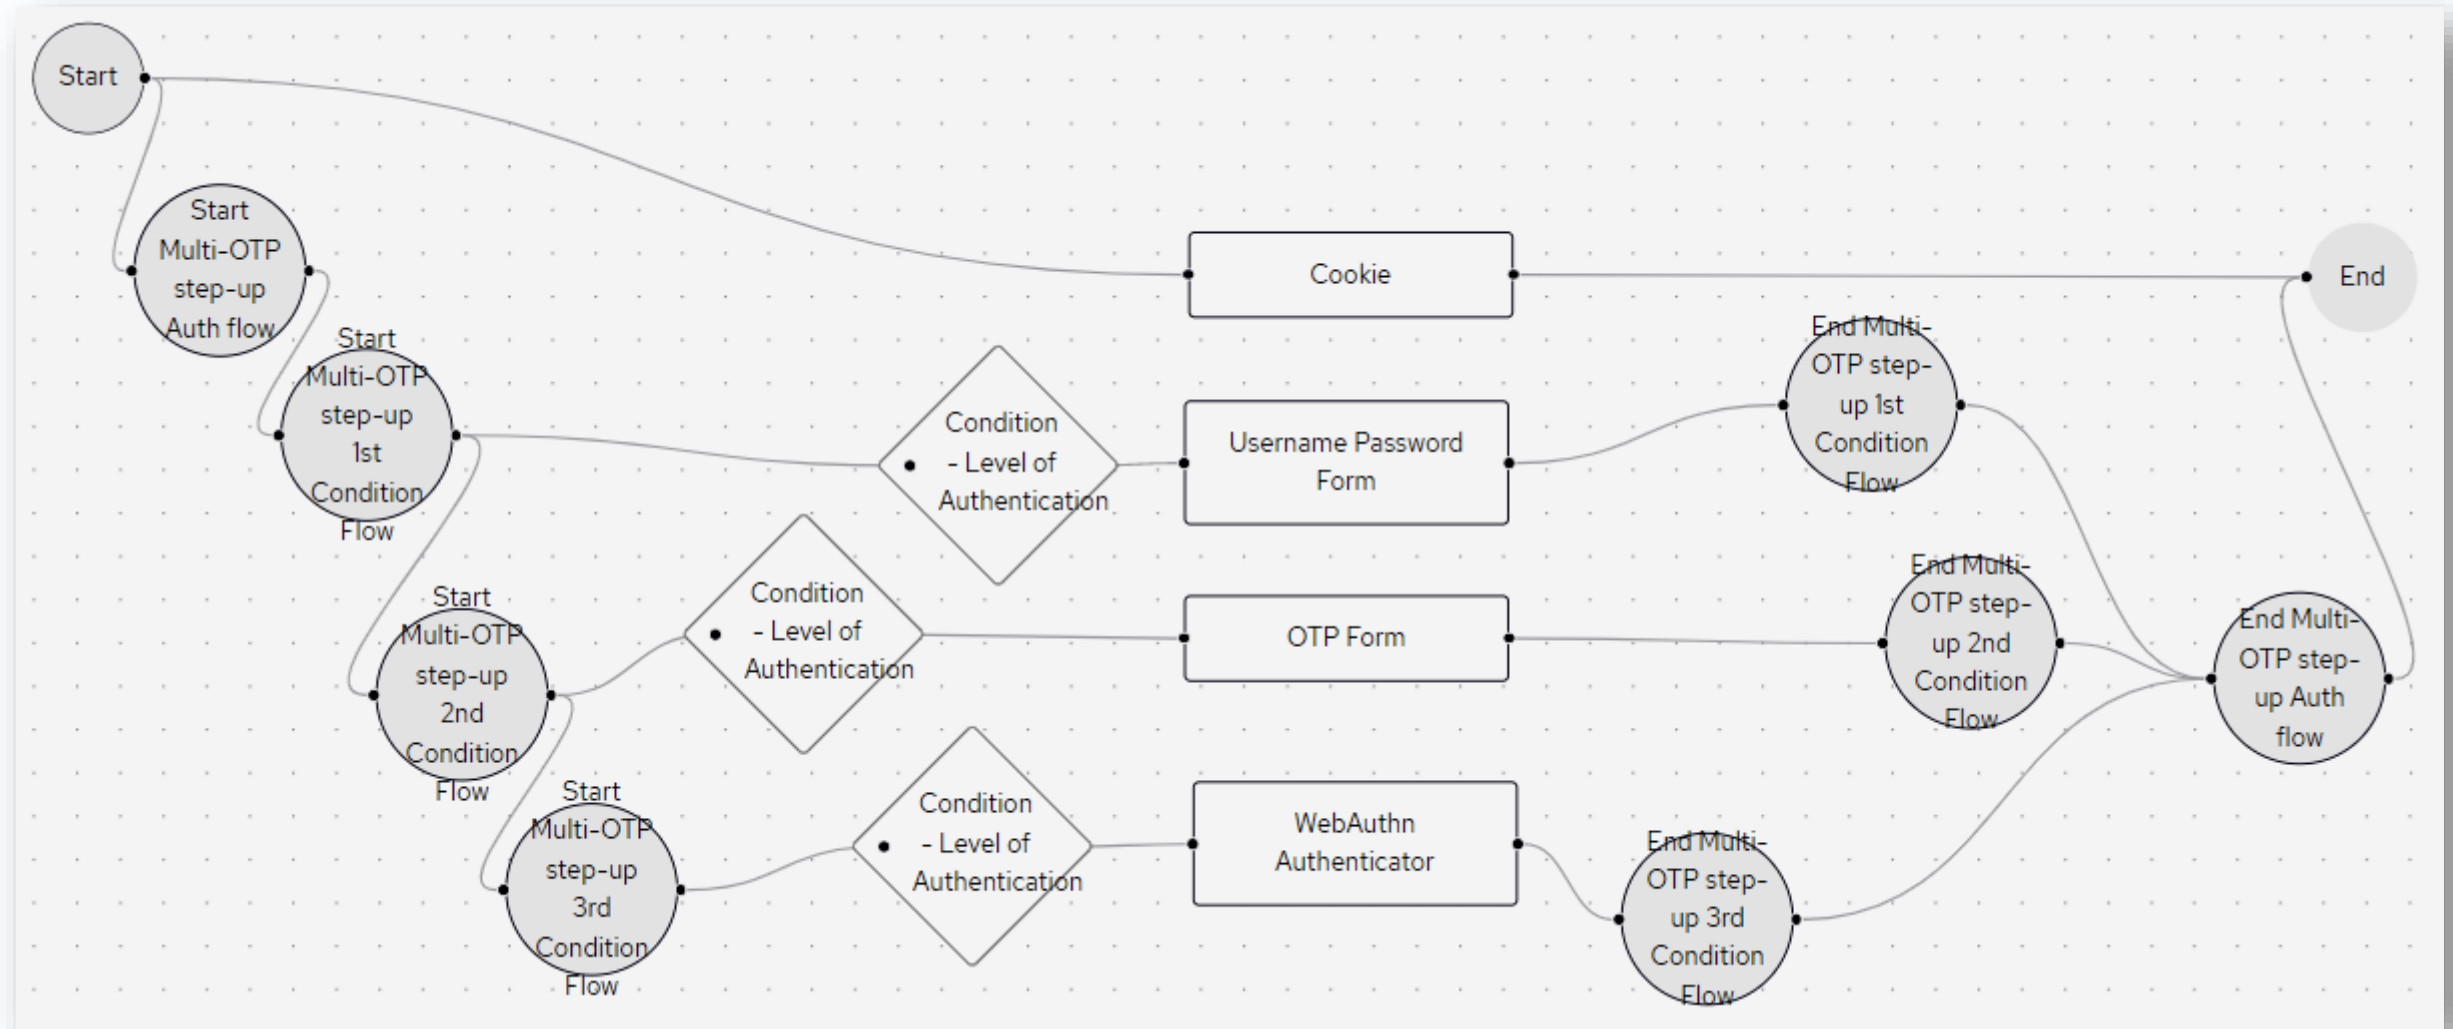 Start
Start
Multi-OTP
step-up
Auth flow
Start
Multi-OTP
step-up
1st
Condition
Flow
Start
Multi-OTP
step-up
2nd
Condition
Flow
Start
Multi-OTP
step-up
3rd
Condition
Flow
Condition
- Level of
Authentication
Condition
- Level of
Authentication
Condition
- Level of
Authentication
Cookie
Username Password
Form
OTP Form
WebAuthn
Authenticator
End Multi-
OTP step-
up 1st
Condition
Flow
End Multi-
OTP step-
up 2nd
Condition
Flow
End Multi-
OTP step-
up 3rd
Condition
Flow
End Multi-
OTP step-
up Auth
flow
End